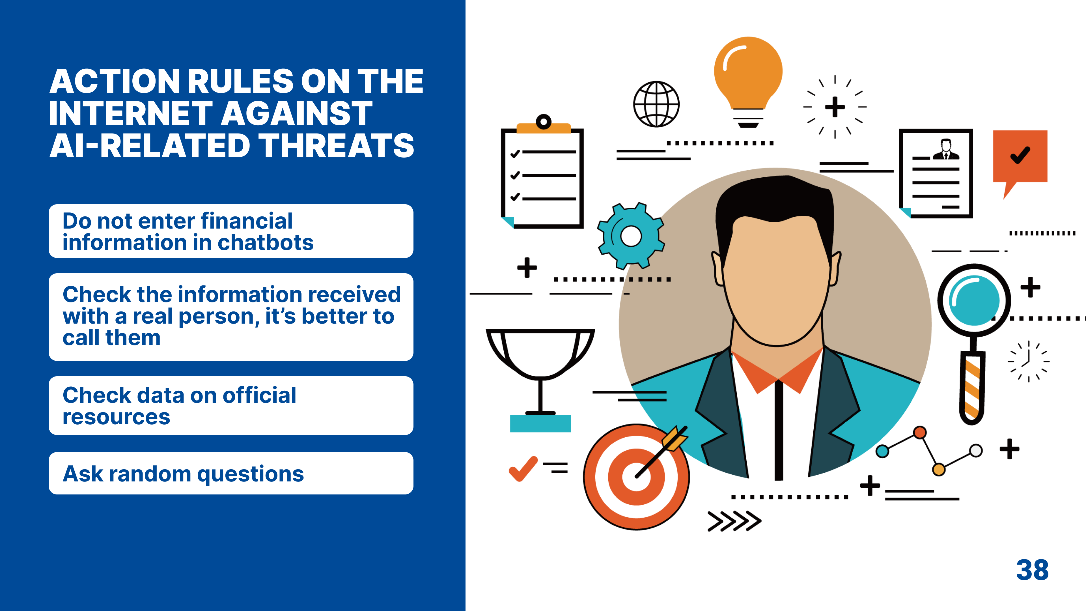 ACTION RULES ON THE
INTERNET AGAINST
AI-RELATED THREATS
Do not enter financial
information in chatbots
Check the information received
with a real person, it’s better to
call them
Check data on official
resources
Ask random questions
38